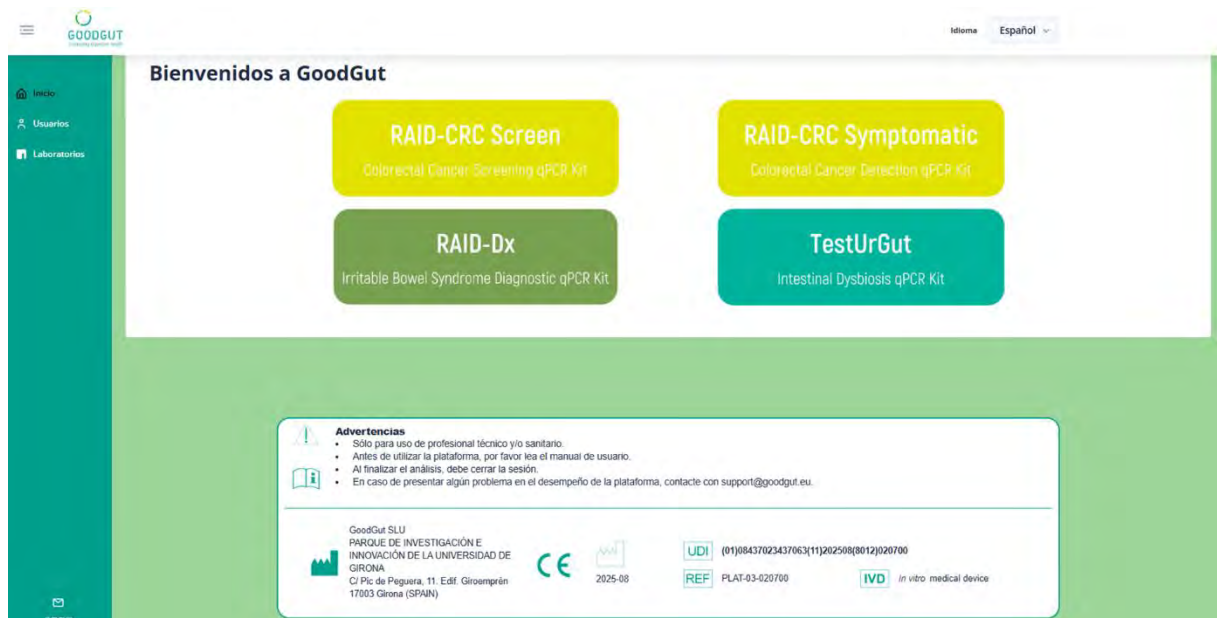 GOODGUT
Idioma
Español
Bienvenidos a GoodGut
Inicio
Usuarios
Laboratorios
RAID-CRC Screen
Colorectal Cancer Screening qPCR Kit
RAID-CRC Symptomatic
Colorectal Cancer Detection qPCR Kit
RAID-Dx
Irritable Bowel Syndrome Diagnostic qPCR Kit
TestUrGut
Intestinal Dysbiosis qPCR Kit
Advertencias
• Sólo para uso de profesional técnico y/o sanitario.
• Antes de utilizar la plataforma, por favor lea el manual de usuario.
• Al finalizar el análisis, debe cerrar la sesión.
• En caso de presentar algún problema en el desempeño de la plataforma, contacte con support@goodgut.eu.
GoodGut SLU
PARQUE DE INVESTIGACIÓN E
INNOVACIÓN DE LA UNIVERSIDAD DE
GIRONA
C/ Pic de Peguera, 11. Edif. Giroemprèn
17003 Girona (SPAIN)
CE
2025-08
UDI (01)08437023437063(11)202508(8012)020700
REF PLAT-03-020700
IVD in vitro medical device